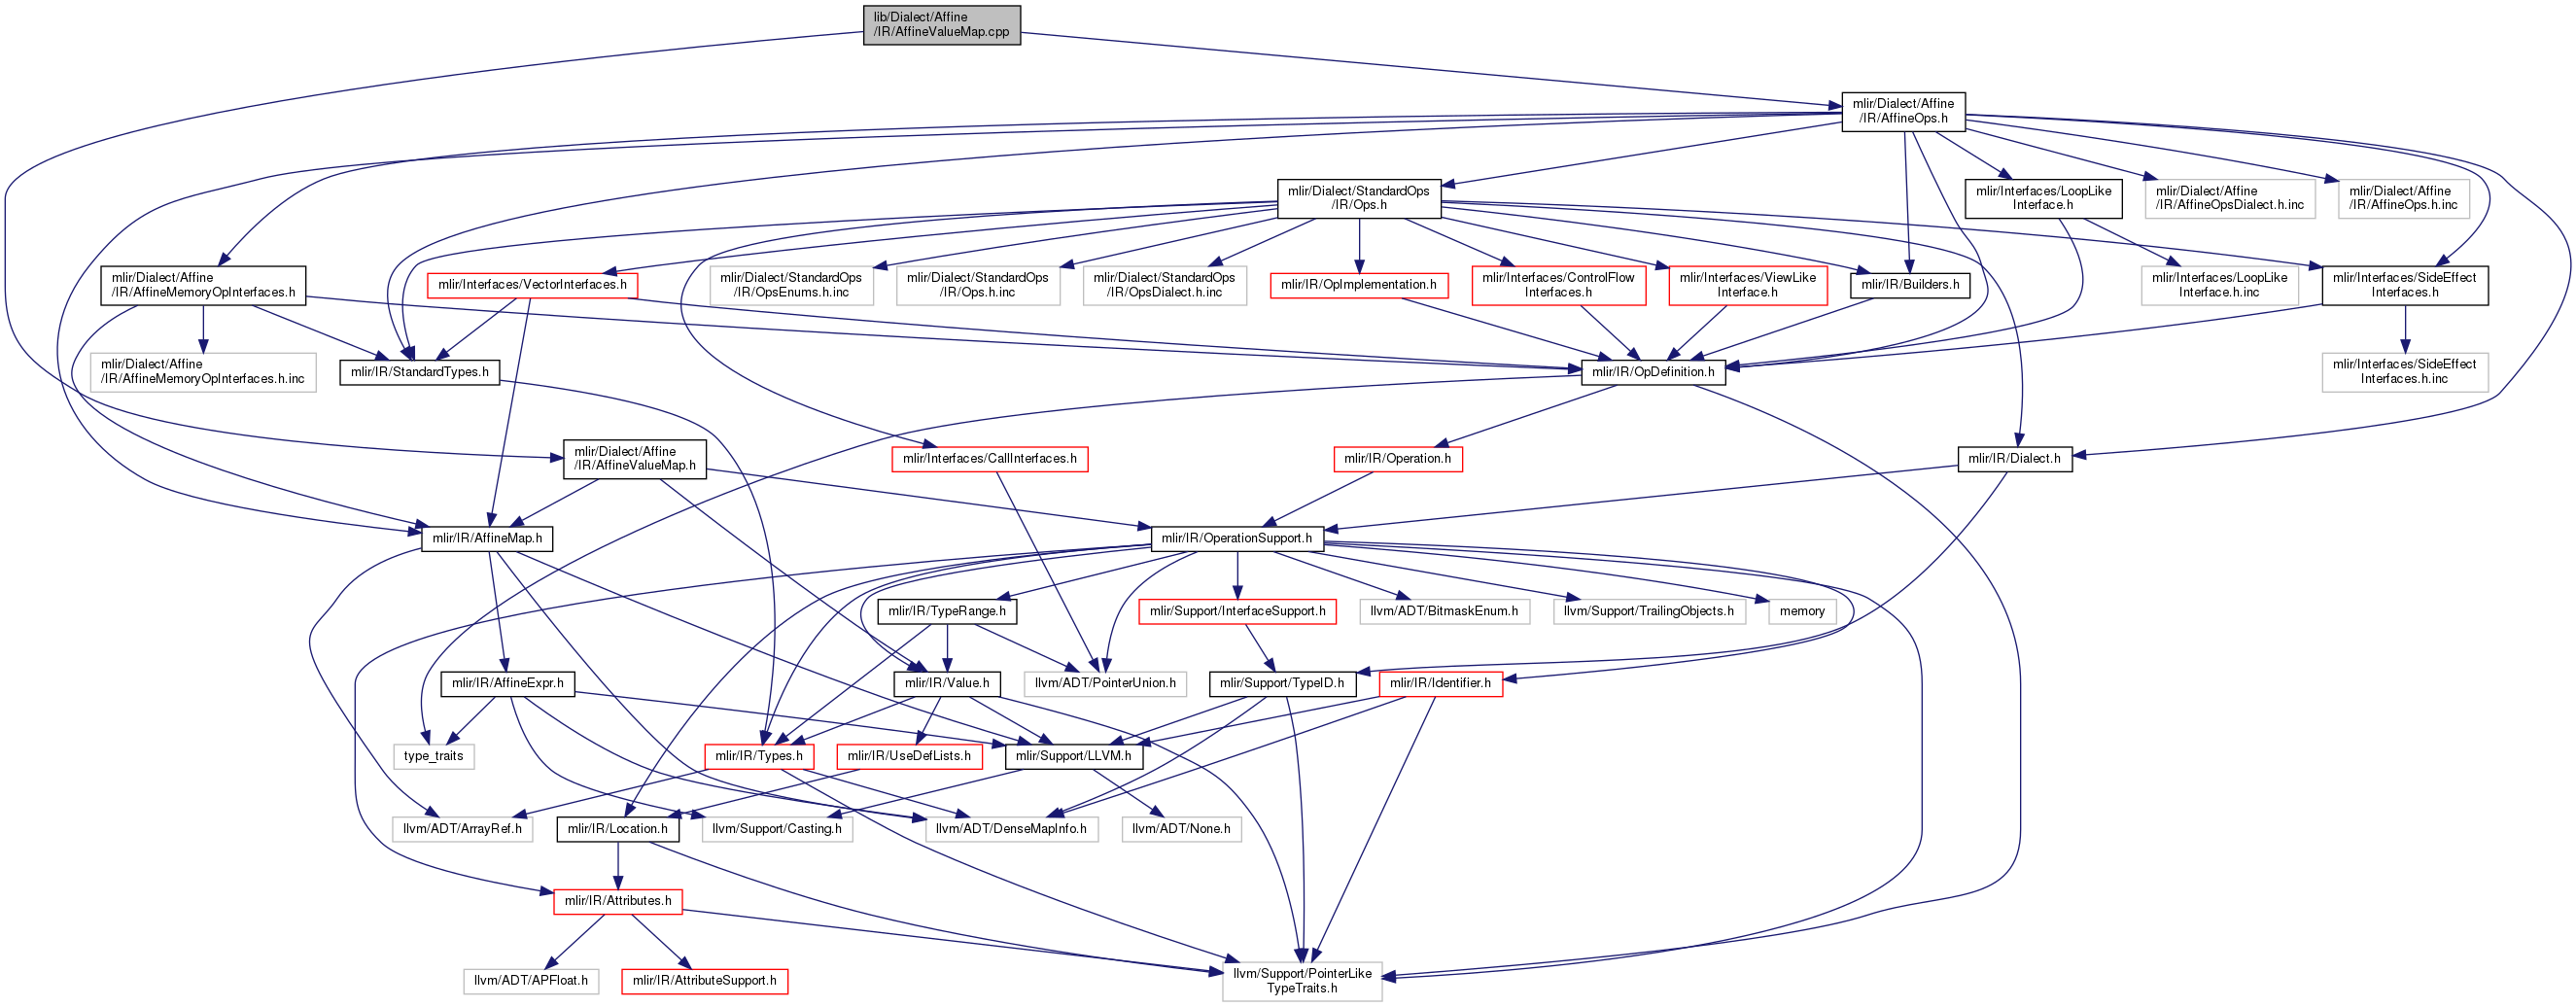 lib/Dialect/Affine
/IR/AffineValueMap.cpp
mlir/Dialect/Affine
/IR/AffineOps.h
mlir/Dialect/StandardOps
/IR/Ops.h
mlir/Interfaces/LoopLike
Interface.h
mlir/Dialect/Affine
/IR/AffineOpsDialect.h.inc
mlir/Dialect/Affine
/IR/AffineOps.h.inc
mlir/Dialect/Affine
/IR/AffineMemoryOpInterfaces.h
mlir/Interfaces/VectorInterfaces.h
mlir/Dialect/StandardOps
/IR/OpsEnums.h.inc
mlir/Dialect/StandardOps
/IR/Ops.h.inc
mlir/Dialect/StandardOps
/IR/OpsDialect.h.inc
mlir/IR/OpImplementation.h
mlir/Interfaces/ControlFlow
Interfaces.h
mlir/Interfaces/ViewLike
Interface.h
mlir/IR/Builders.h
mlir/Interfaces/LoopLike
Interface.h.inc
mlir/Interfaces/SideEffect
Interfaces.h
mlir/Dialect/Affine
/IR/AffineMemoryOpInterfaces.h.inc
mlir/IR/StandardTypes.h
mlir/IR/OpDefinition.h
mlir/Interfaces/SideEffect
Interfaces.h.inc
mlir/Dialect/Affine
/IR/AffineValueMap.h
mlir/Interfaces/CallInterfaces.h
mlir/IR/Operation.h
mlir/IR/Dialect.h
mlir/IR/AffineMap.h
mlir/IR/OperationSupport.h
mlir/IR/TypeRange.h
mlir/Support/InterfaceSupport.h
llvm/ADT/BitmaskEnum.h
llvm/Support/TrailingObjects.h
memory
mlir/IR/AffineExpr.h
mlir/IR/Value.h
llvm/ADT/PointerUnion.h
mlir/Support/TypeID.h
mlir/IR/Identifier.h
type_traits
mlir/IR/Types.h
mlir/IR/UseDefLists.h
mlir/Support/LLVM.h
llvm/ADT/ArrayRef.h
mlir/IR/Location.h
llvm/Support/Casting.h
llvm/ADT/DenseMapInfo.h
llvm/ADT/None.h
mlir/IR/Attributes.h
llvm/ADT/APFloat.h
mlir/IR/AttributeSupport.h
llvm/Support/PointerLike
TypeTraits.h